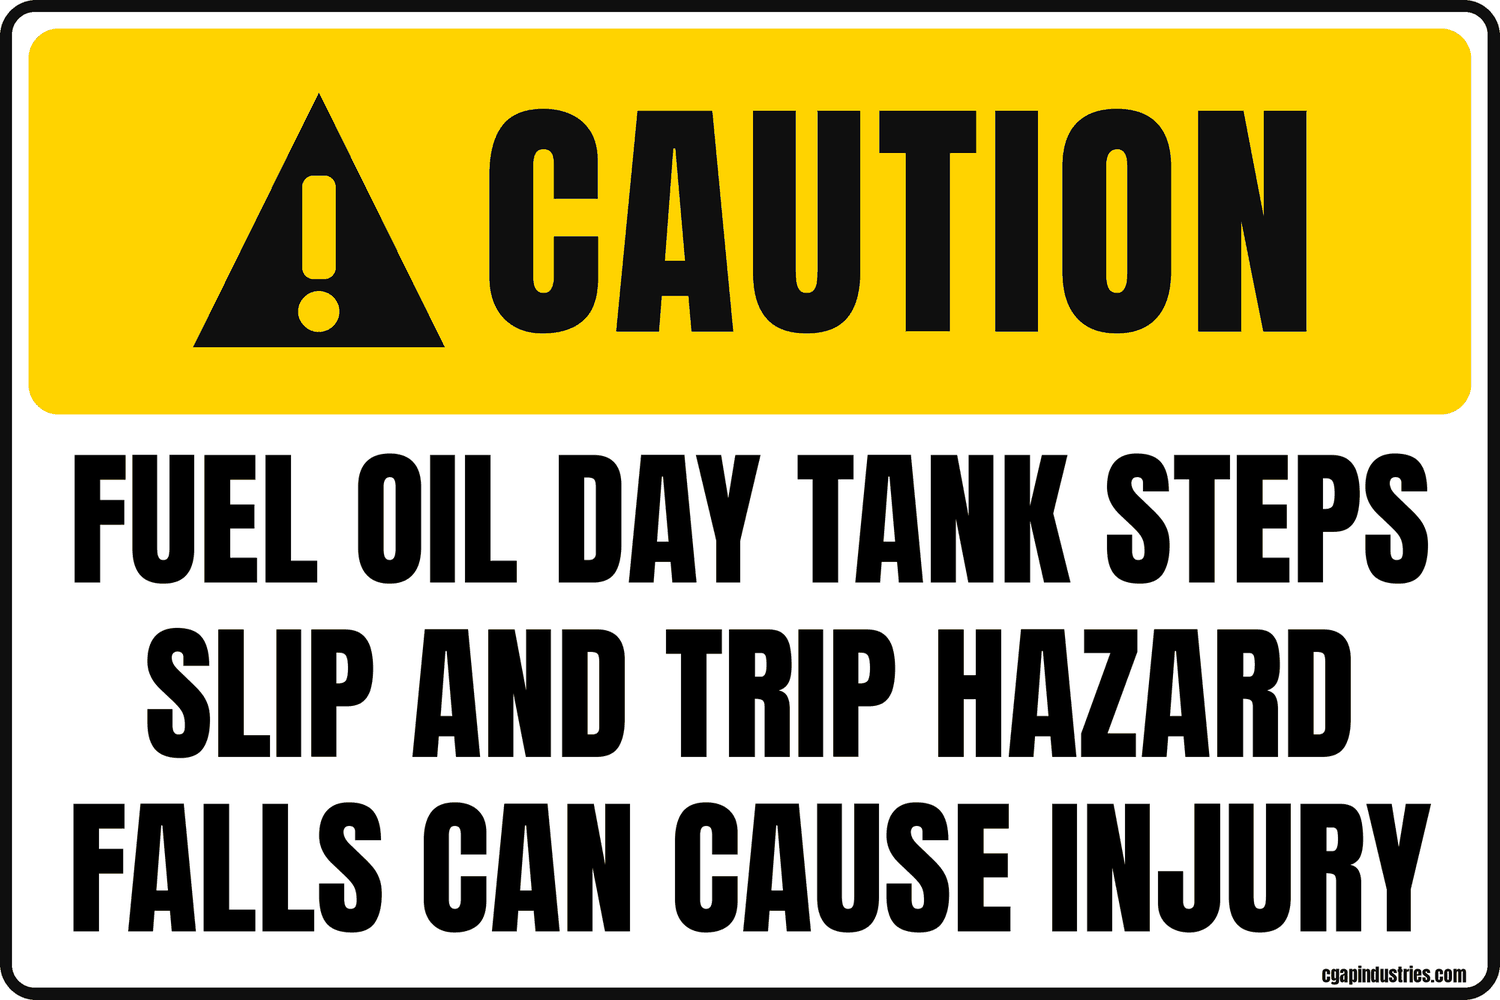 CAUTION
FUEL OIL DAY TANK STEPS
SLIP AND TRIP HAZARD
FALLS CAN CAUSE INJURY
cgapindustries.com